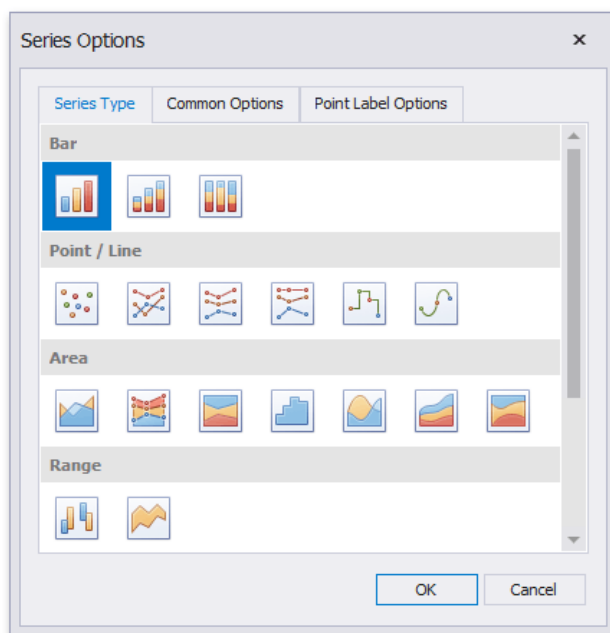 Series Options
Series Type Common Options Point Label Options
Bar
Point / Line
Area
Range
OK Cancel